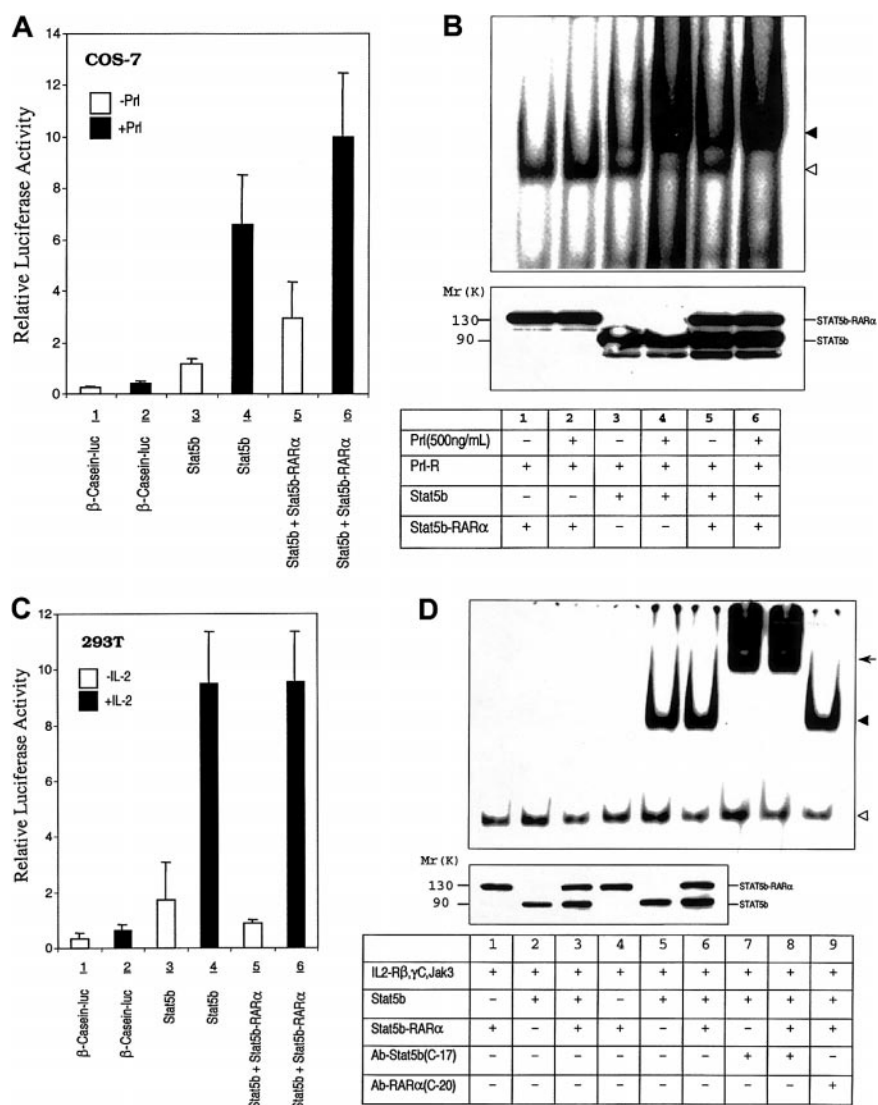 A
COS-7
-Prl
+Prl
Relative Luciferase Activity
14
12
10
8
6
4
2
0
1 2 3 4 5 6
β-Casein-luc
β-Casein-luc
Stat5b
Stat5b
Stat5b + Stat5b-RARα
Stat5b + Stat5b-RARα
B
Mr(K)
130
90
STAT5b-RARα
STAT5b
1 2 3 4 5 6
Prl(500ng/mL) − + − + − +
Prl-R + + + + + +
Stat5b − − + + + +
Stat5b-RARα + + − − + +
C
293T
-IL-2
+IL-2
Relative Luciferase Activity
12
10
8
6
4
2
0
1 2 3 4 5 6
β-Casein-luc
β-Casein-luc
Stat5b
Stat5b
Stat5b + Stat5b-RARα
Stat5b + Stat5b-RARα
D
Mr(K)
130
90
STAT5b-RARα
STAT5b
1 2 3 4 5 6 7 8 9
IL2-Rβ,γC,Jak3 + + + + + + + + +
Stat5b − + + − + + + + +
Stat5b-RARα + − + + − + − + +
Ab-Stat5b(C-17) − − − − − − + + −
Ab-RARα(C-20) − − − − − − − − +